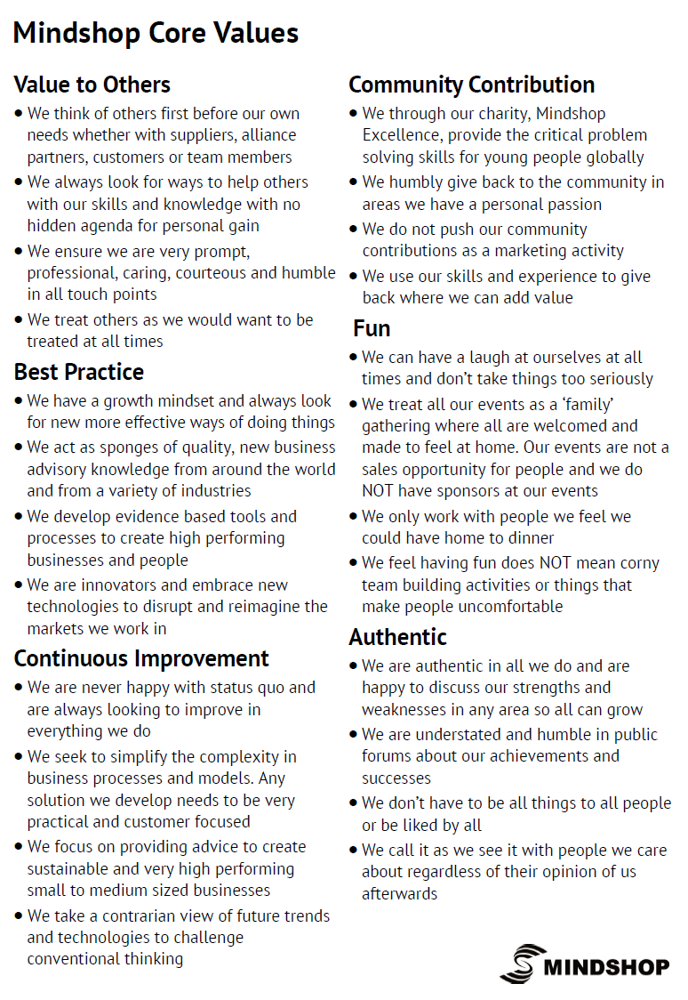 Mindshop Core Values
Value to Others
• We think of others first before our own
needs whether with suppliers, alliance
partners, customers or team members
• We always look for ways to help others
with our skills and knowledge with no
hidden agenda for personal gain
• We ensure we are very prompt,
professional, caring, courteous and humble
in all touch points
• We treat others as we would want to be
treated at all times
Best Practice
• We have a growth mindset and always look
for new more effective ways of doing things
• We act as sponges of quality, new business
advisory knowledge from around the world
and from a variety of industries
• We develop evidence based tools and
processes to create high performing
businesses and people
• We are innovators and embrace new
technologies to disrupt and reimagine the
markets we work in
Continuous Improvement
• We are never happy with status quo and
are always looking to improve in
everything we do
• We seek to simplify the complexity in
business processes and models. Any
solution we develop needs to be very
practical and customer focused
• We focus on providing advice to create
sustainable and very high performing
small to medium sized businesses
• We take a contrarian view of future trends
and technologies to challenge
conventional thinking
Community Contribution
• We through our charity, Mindshop
Excellence, provide the critical problem
solving skills for young people globally
• We humbly give back to the community in
areas we have a personal passion
• We do not push our community
contributions as a marketing activity
• We use our skills and experience to give
back where we can add value
Fun
• We can have a laugh at ourselves at all
times and don’t take things too seriously
• We treat all our events as a ‘family’
gathering where all are welcomed and
made to feel at home. Our events are not a
sales opportunity for people and we do
NOT have sponsors at our events
• We only work with people we feel we
could have home to dinner
• We feel having fun does NOT mean corny
team building activities or things that
make people uncomfortable
Authentic
• We are authentic in all we do and are
happy to discuss our strengths and
weaknesses in any area so all can grow
• We are understated and humble in public
forums about our achievements and
successes
• We don’t have to be all things to all people
or be liked by all
• We call it as we see it with people we care
about regardless of their opinion of us
afterwards
MINDSHOP